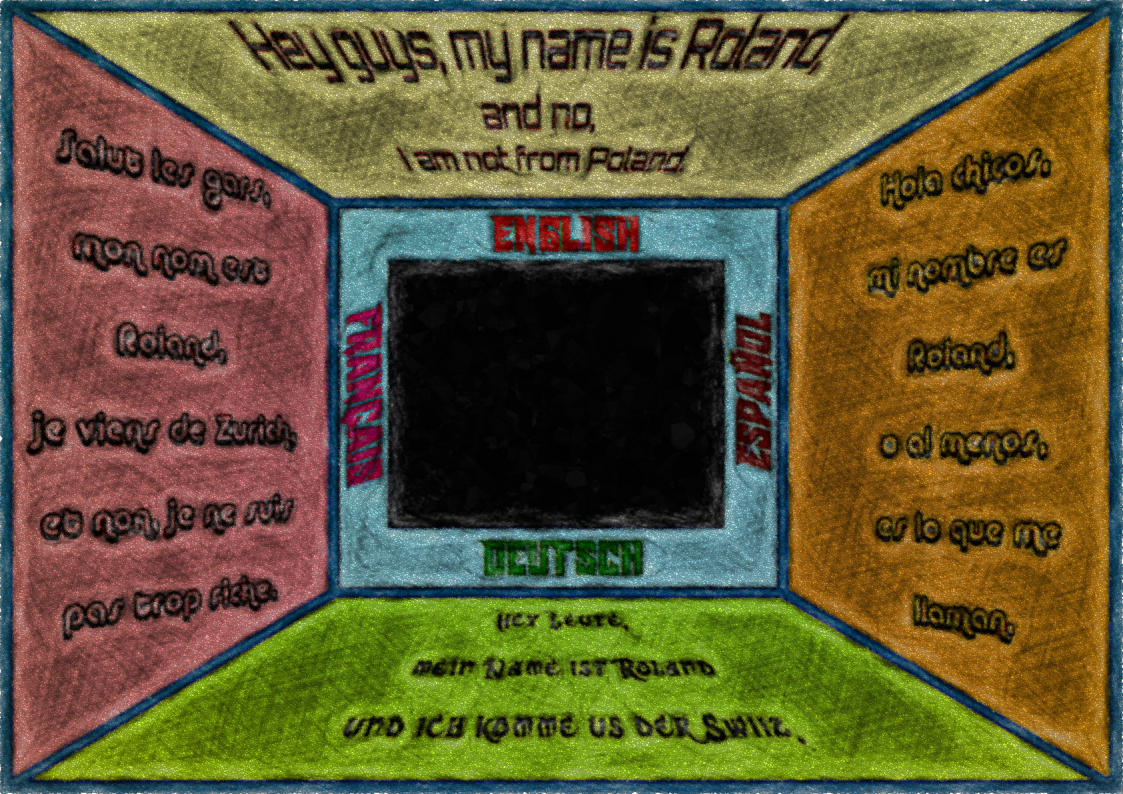 Hey guys, my name is Roland,
and no,
I am not from Poland.
ENGLISH
Salut les gars,
mon nom est
Roland,
je viens de Zurich,
et non, je ne suis
pas trop riche.
FRANÇAIS
ESPAÑOL
Hola chicos,
mi nombre es
Roland,
o al menos,
es lo que me
llaman.
DEUTSCH
Hey Leute,
mein Name ist Roland
und ich komme us der Swiiz.